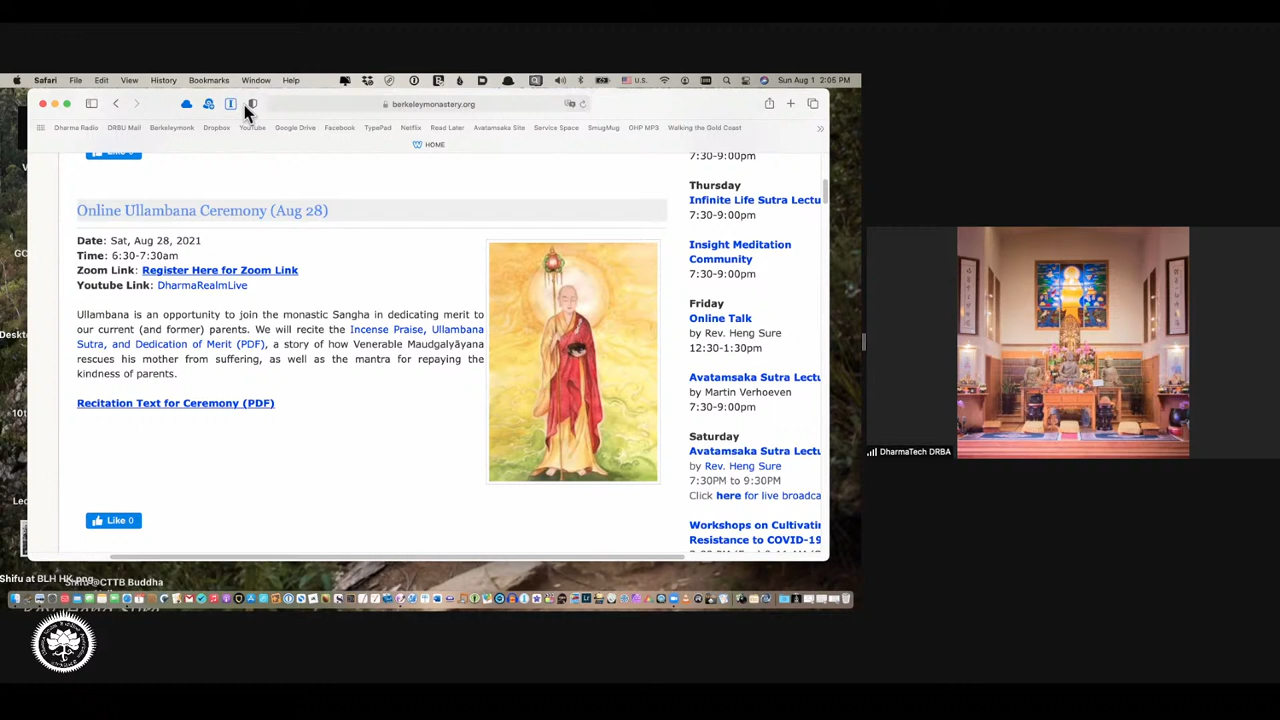 Safari File Edit View History Bookmarks Window Help U.S. Sun Aug 1 2:05 PM
berkeleymonastery.org
Dharma Radio DRBU Mail Berkeleymonk Dropbox YouTube Google Drive Facebook TypePad Netflix Read Later Avatamsaka Site Service Space SmugMug OHP MP3 Walking the Gold Coast
HOME
7:30-9:00pm
Thursday
Infinite Life Sutra Lectu
7:30-9:00pm
Online Ullambana Ceremony (Aug 28)
Date: Sat, Aug 28, 2021
Time: 6:30-7:30am
Zoom Link: Register Here for Zoom Link
Youtube Link: DharmaRealmLive
Ullambana is an opportunity to join the monastic Sangha in dedicating merit to
our current (and former) parents. We will recite the Incense Praise, Ullambana
Sutra, and Dedication of Merit (PDF), a story of how Venerable Maudgalyāyana
rescues his mother from suffering, as well as the mantra for repaying the
kindness of parents.
Recitation Text for Ceremony (PDF)
Like 0
Insight Meditation
Community
7:30-9:00pm
Friday
Online Talk
by Rev. Heng Sure
12:30-1:30pm
Avatamsaka Sutra Lectu
by Martin Verhoeven
7:30-9:00pm
Saturday
Avatamsaka Sutra Lectu
by Rev. Heng Sure
7:30PM to 9:30PM
Click here for live broadca
Workshops on Cultivatin
Resistance to COVID-19
DharmaTech DRBA
Shifu at BLH HK.png
Shifu@CTTB Buddha